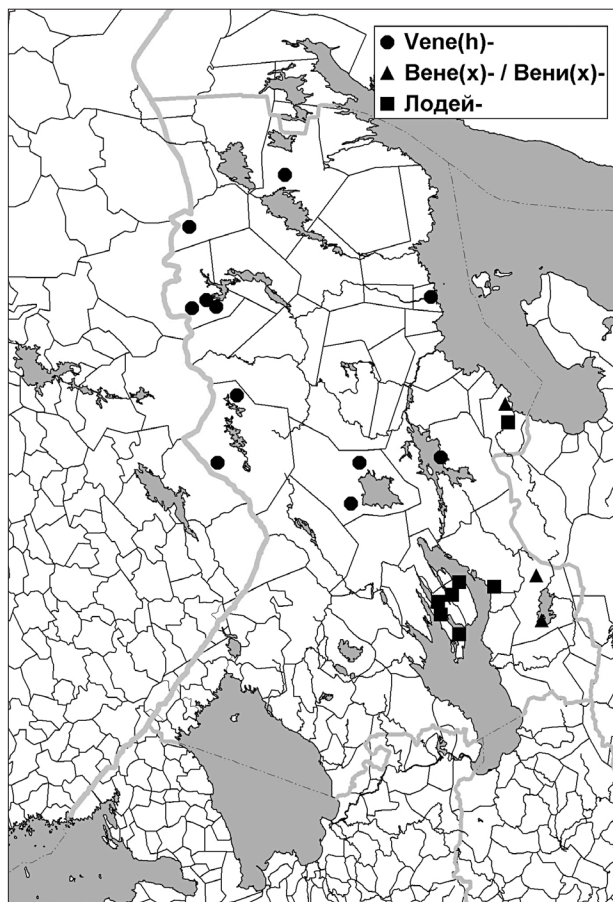 Vene(h)-
Вене(х)- / Вени(х)-
Лодей-